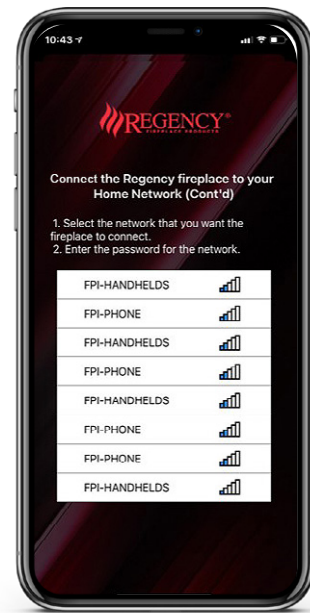 10:43
REGENCY®
FIREPLACE PRODUCTS
Connect the Regency fireplace to your
Home Network (Cont'd)
1. Select the network that you want the
fireplace to connect.
2. Enter the password for the network.
FPI-HANDHELDS
FPI-PHONE
FPI-HANDHELDS
FPI-PHONE
FPI-HANDHELDS
FPI-PHONE
FPI-PHONE
FPI-HANDHELDS